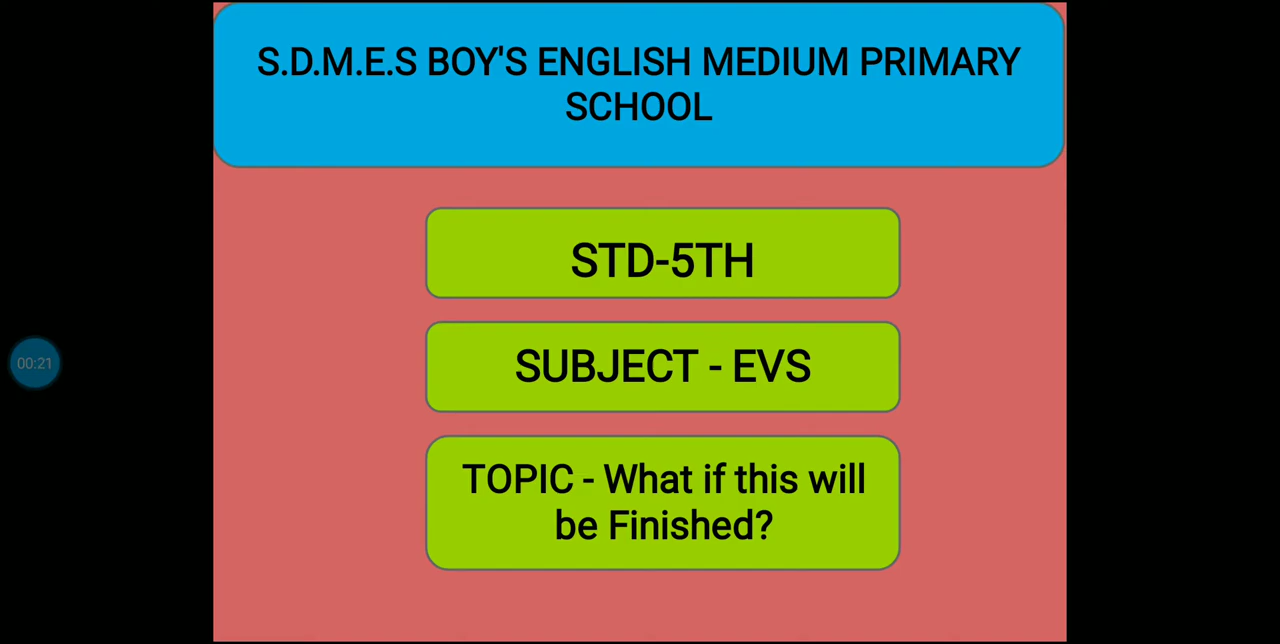 S.D.M.E.S BOY'S ENGLISH MEDIUM PRIMARY
SCHOOL
STD-5TH
00:21
SUBJECT - EVS
TOPIC - What if this will
be Finished?